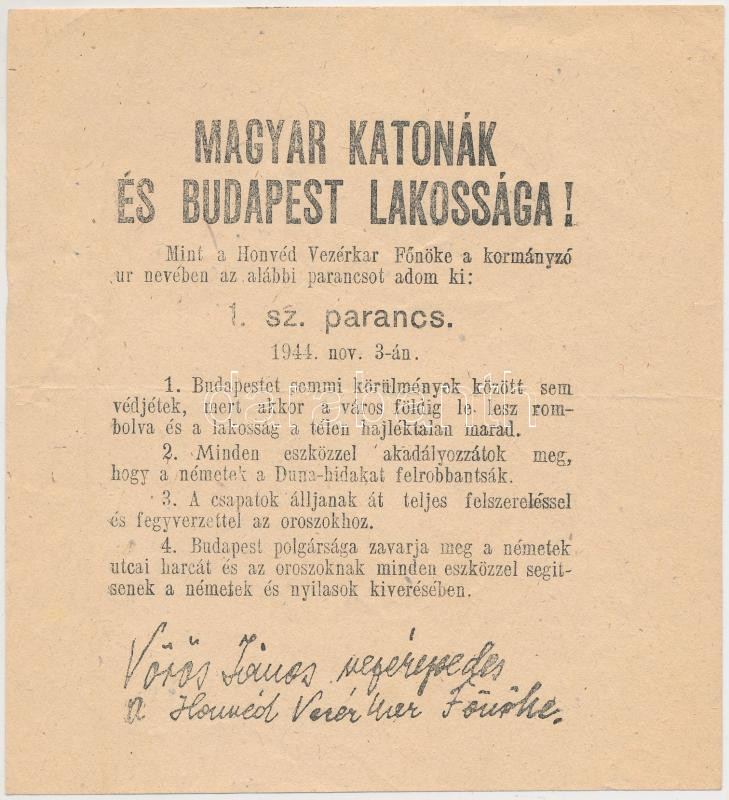 MAGYAR KATONÁK
ÉS BUDAPEST LAKOSSÁGA!
Mint a Honvéd Vezérkar Főnöke a kormányzó
ur nevében az alábbi parancsot adom ki:
1. sz. parancs.
1944. nov. 3-án.
1. Budapestet semmi körülmények között sem
védjétek, mert akkor a város földig le lesz rom-
bolva és a lakosság a télen hajléktalan marad.
2. Minden eszközzel akadályozzátok meg,
hogy a németek a Duna-hidakat felrobbantsák.
3. A csapatok álljanak át teljes felszereléssel
és fegyverzettel az oroszokhoz.
4. Budapest polgársága zavarja meg a németek
utcai harcát és az oroszoknak minden eszközzel segit-
senek a németek és nyilasok kiverésében.
Vörös János vezérezredes
a Honvéd Vezérkar Főnöke.
darabanth